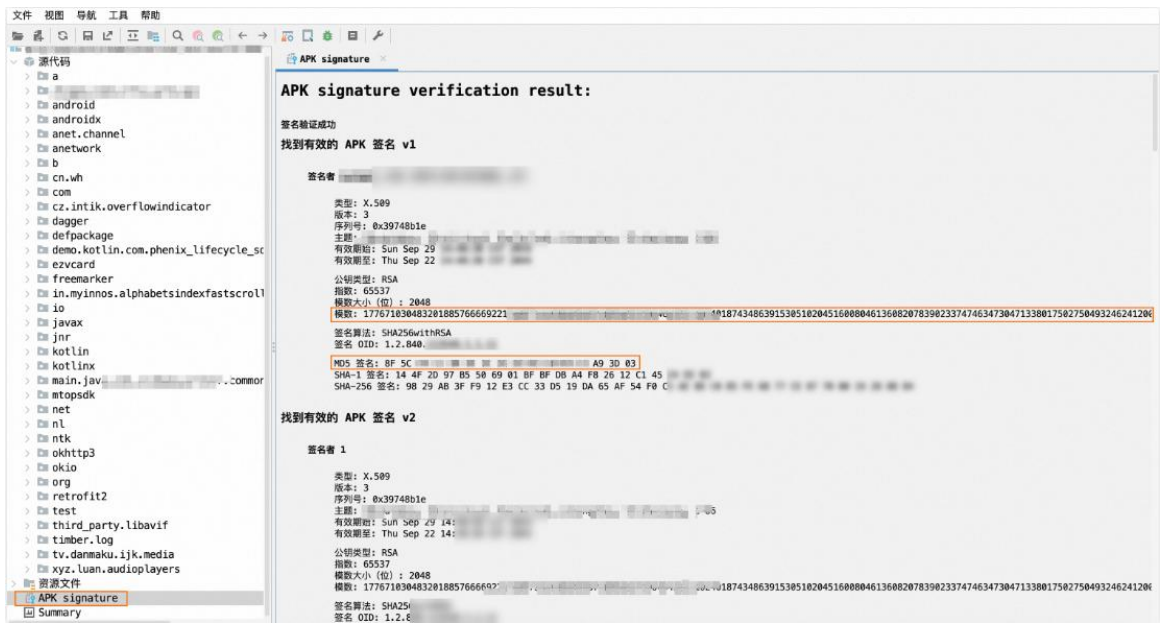 文件 视图 导航 工具 帮助
源代码
a
android
androidx
anet.channel
anetwork
b
cn.wh
com
cz.intik.overflowindicator
dagger
defpackage
demo.kotlin.com.phenix_lifecycle_sc
ezvcard
freemarker
in.myinnos.alphabetsindexfastscroll
io
javax
jnr
kotlin
kotlinx
main.jav .common
mtopsdk
net
nl
ntk
okhttp3
okio
org
retrofit2
test
third_party.libavif
timber.log
tv.danmaku.ijk.media
xyz.luan.audioplayers
资源文件
APK signature
Summary
APK signature ×
APK signature verification result:
签名验证成功
找到有效的 APK 签名 v1
签名者
类型: X.509
版本: 3
序列号: 0x39748b1e
主题:
有效期始: Sun Sep 29
有效期至: Thu Sep 22
公钥类型: RSA
指数: 65537
模数大小（位）: 2048
模数: 177671030483201885766669221 018743486391530510204516008046136082078390233747463473047133801750275049324624120
签名算法: SHA256withRSA
签名 OID: 1.2.840.
MD5 签名: 8F 5C A9 3D 03
SHA-1 签名: 14 4F 2D 97 B5 50 69 01 BF BF DB A4 F8 26 12 C1 45
SHA-256 签名: 98 29 AB 3F F9 12 E3 CC 33 D5 19 DA 65 AF 54 F0
找到有效的 APK 签名 v2
签名者 1
类型: X.509
版本: 3
序列号: 0x39748b1e
主题:
有效期始: Sun Sep 29 14:
有效期至: Thu Sep 22 14:
公钥类型: RSA
指数: 65537
模数大小（位）: 2048
模数: 17767103048320188576666922 018743486391530510204516008046136082078390233747463473047133801750275049324624120
签名算法: SHA25
签名 OID: 1.2.8